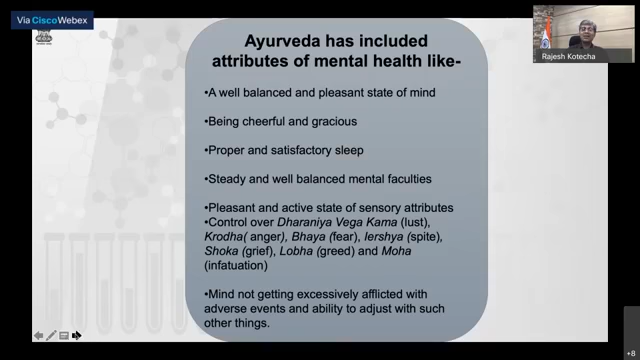 Via CiscoWebex
Ayurveda has included
attributes of mental health like-
•A well balanced and pleasant state of mind
•Being cheerful and gracious
•Proper and satisfactory sleep
•Steady and well balanced mental faculties
•Pleasant and active state of sensory attributes
•Control over Dharaniya Vega Kama (lust),
Krodha( anger), Bhaya (fear), Iershya (spite),
Shoka (grief), Lobha (greed) and Moha
(infatuation)
•Mind not getting excessively afflicted with
adverse events and ability to adjust with such
other things.
Rajesh Kotecha
+8